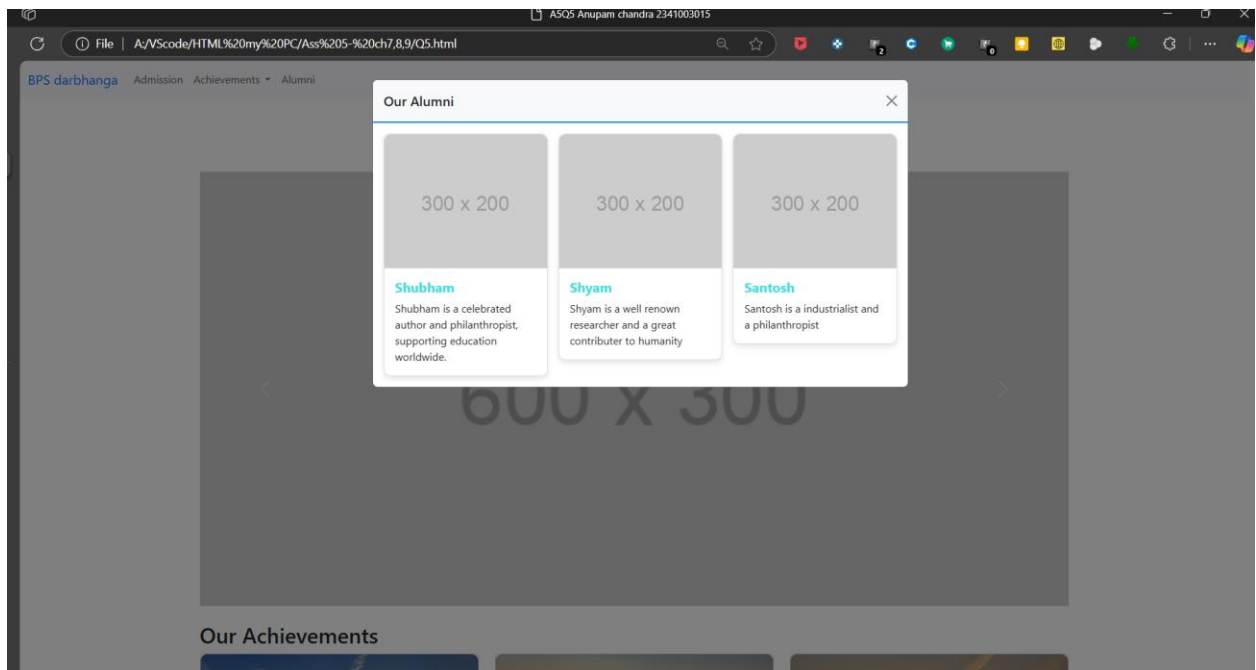 A5Q5 Anupam chandra 2341003015
File | A:/VScode/HTML%20my%20PC/Ass%205-%20ch7,8,9/Q5.html
2
0
BPS darbhanga Admission Achievements Alumni
Our Alumni
300 x 200
300 x 200
300 x 200
Shubham
Shubham is a celebrated
author and philanthropist,
supporting education
worldwide.
Shyam
Shyam is a well renown
researcher and a great
contributer to humanity
Santosh
Santosh is a industrialist and
a philanthropist
600 x 300
Our Achievements